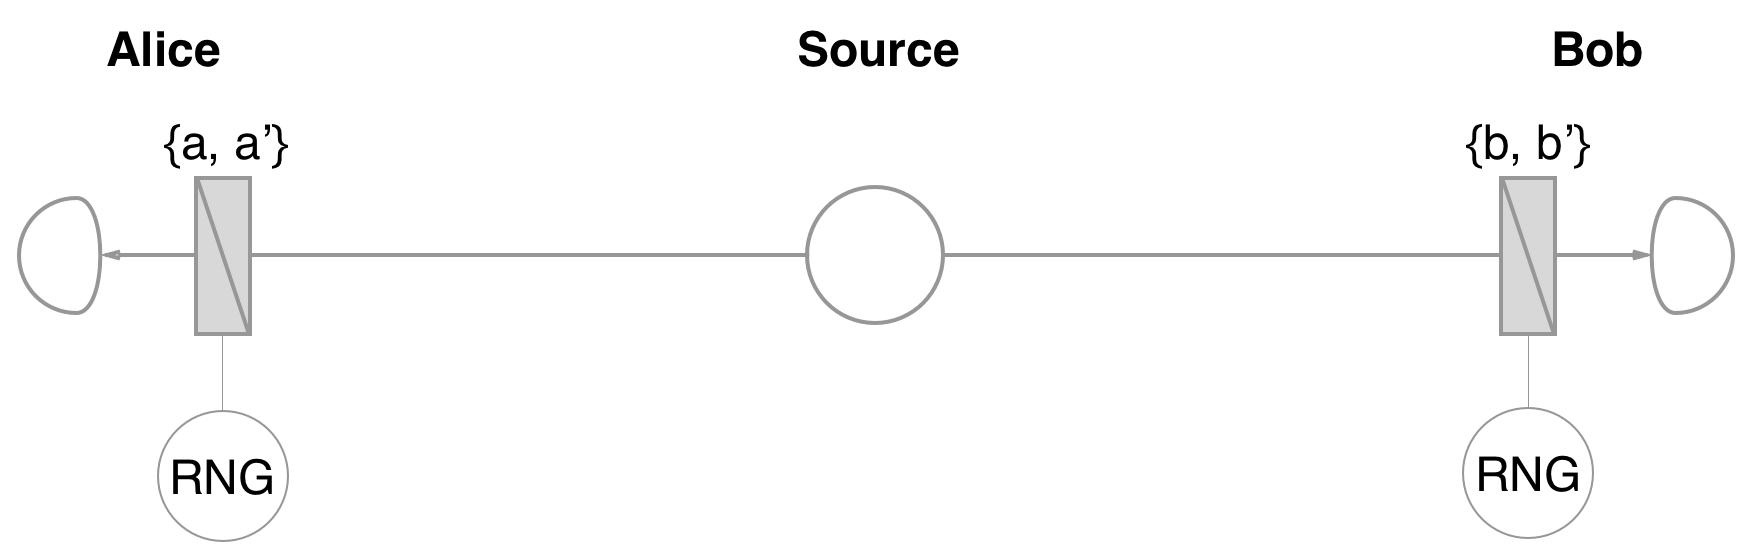 Alice
Source
Bob
{a, a’}
{b, b’}
RNG
RNG